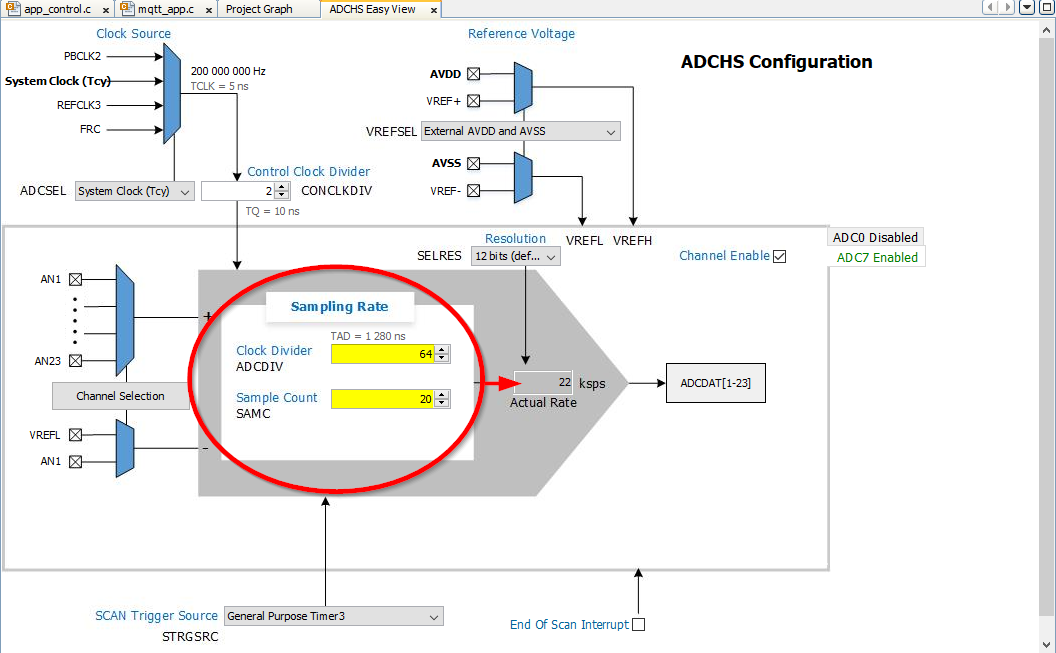 app_control.c × mqtt_app.c × Project Graph ADCHS Easy View ×
Clock Source
Reference Voltage
ADCHS Configuration
PBCLK2
System Clock (Tcy)
REFCLK3
FRC
200 000 000 Hz
TCLK = 5 ns
AVDD
VREF+
VREFSEL External AVDD and AVSS
AVSS
VREF-
Control Clock Divider
ADCSEL System Clock (Tcy) 2 CONCLKDIV
TQ = 10 ns
Resolution
VREFL VREFH
SELRES 12 bits (def...
Channel Enable
ADC0 Disabled
ADC7 Enabled
AN1
AN23
Channel Selection
VREFL
AN1
+
-
Sampling Rate
TAD = 1 280 ns
Clock Divider 64
ADCDIV
Sample Count 20
SAMC
22 ksps
Actual Rate
ADCDAT[1-23]
SCAN Trigger Source General Purpose Timer3
STRGSRC
End Of Scan Interrupt